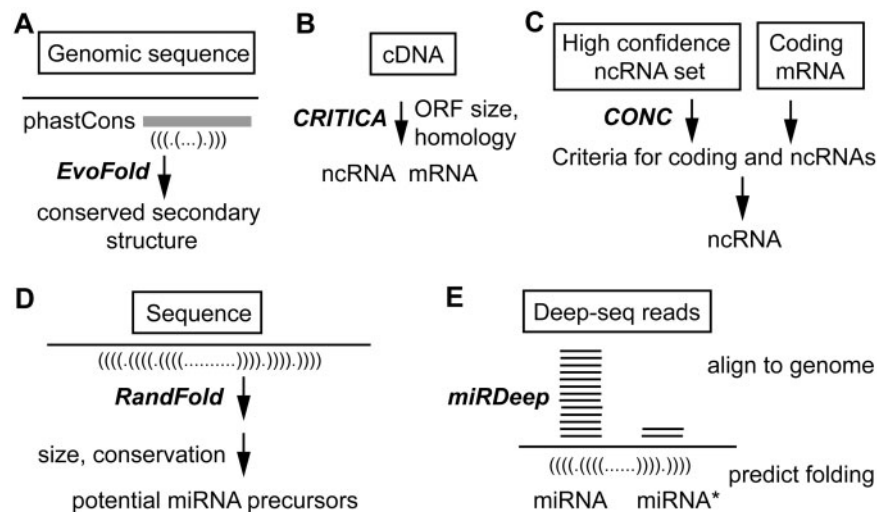 A
Genomic sequence
phastCons
(((.(...).)))
EvoFold
conserved secondary
structure
B
cDNA
CRITICA
ORF size,
homology
ncRNA mRNA
C
High confidence
ncRNA set
Coding
mRNA
CONC
Criteria for coding and ncRNAs
ncRNA
D
Sequence
((((.((((.((((..........)))).)))).))))
RandFold
size, conservation
potential miRNA precursors
E
Deep-seq reads
align to genome
miRDeep
((((.((((......)))).))))
predict folding
miRNA miRNA*